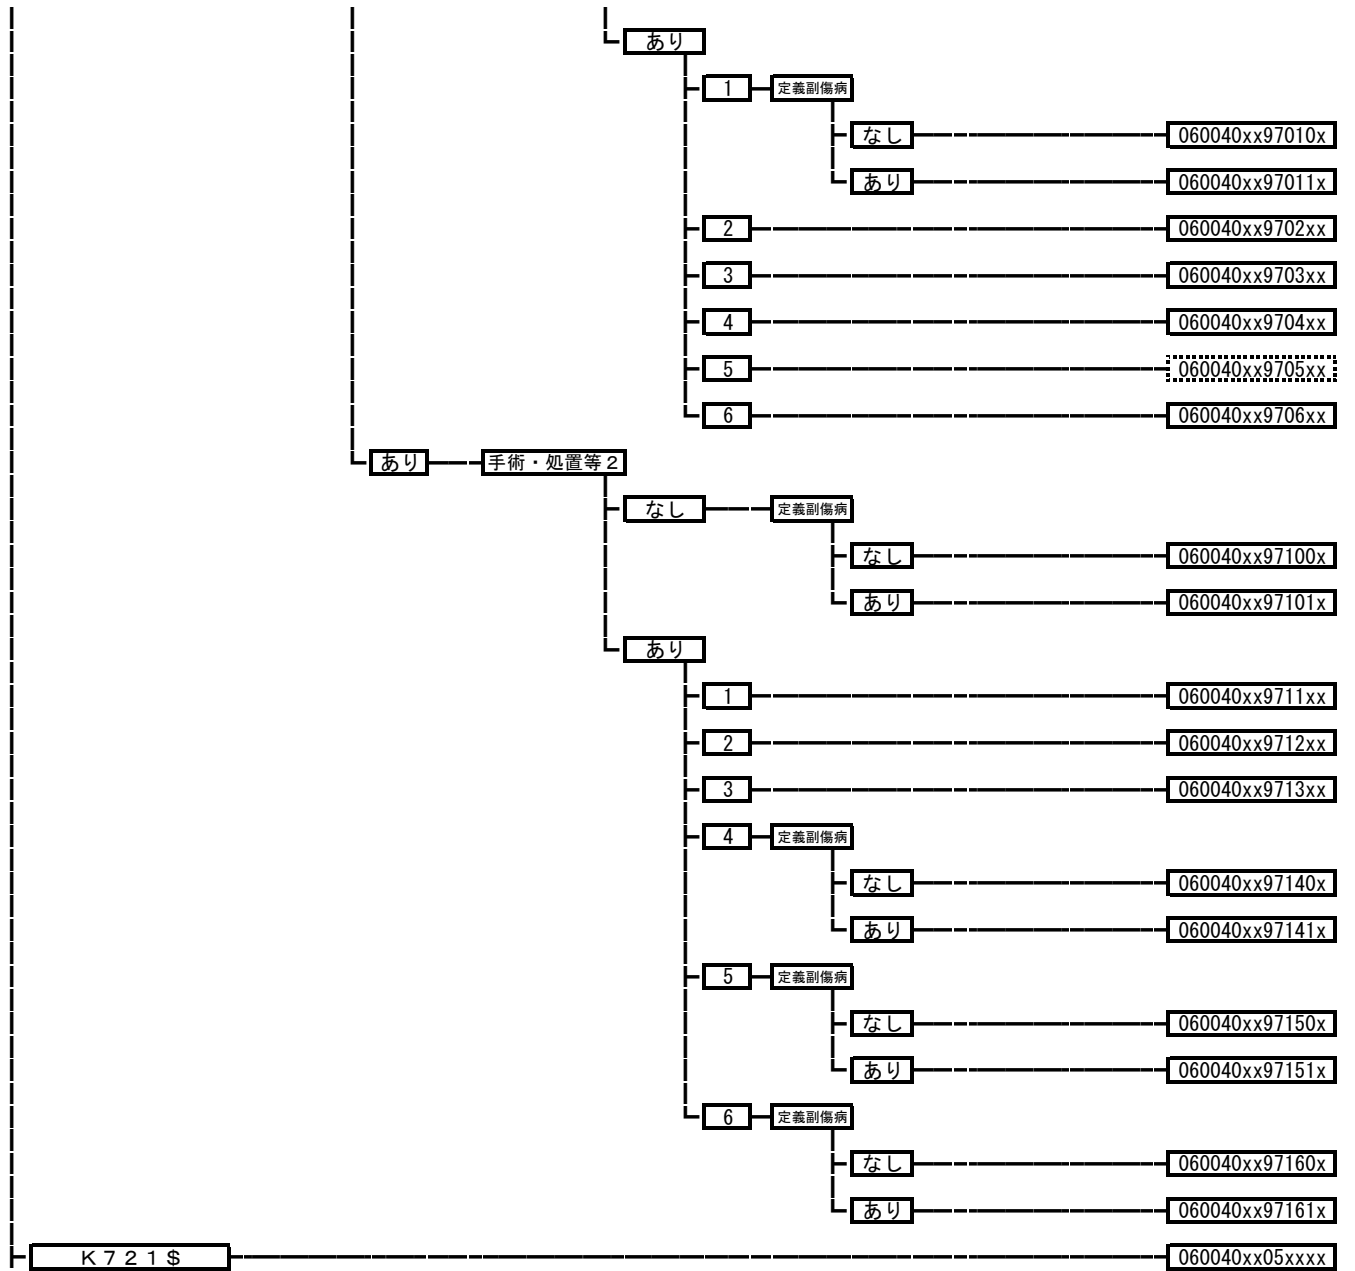 あり
1 定義副傷病
なし 060040xx97010x
あり 060040xx97011x
2 060040xx9702xx
3 060040xx9703xx
4 060040xx9704xx
5 060040xx9705xx
6 060040xx9706xx
あり 手術・処置等2
なし 定義副傷病
なし 060040xx97100x
あり 060040xx97101x
あり
1 060040xx9711xx
2 060040xx9712xx
3 060040xx9713xx
4 定義副傷病
なし 060040xx97140x
あり 060040xx97141x
5 定義副傷病
なし 060040xx97150x
あり 060040xx97151x
6 定義副傷病
なし 060040xx97160x
あり 060040xx97161x
K721$ 060040xx05xxxx